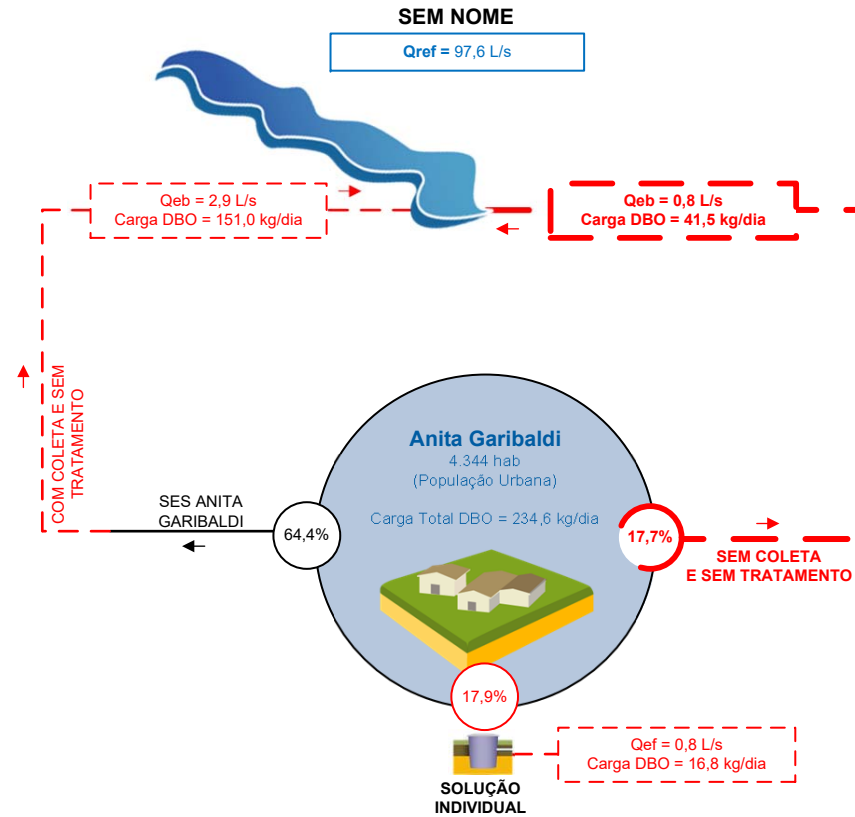 SEM NOME
Qref = 97,6 L/s
Qeb = 2,9 L/s
Carga DBO = 151,0 kg/dia
Qeb = 0,8 L/s
Carga DBO = 41,5 kg/dia
COM COLETA E SEM
TRATAMENTO
SES ANITA
GARIBALDI
64,4%
Anita Garibaldi
4.344 hab
(População Urbana)
Carga Total DBO = 234,6 kg/dia
17,7%
SEM COLETA
E SEM TRATAMENTO
17,9%
Qef = 0,8 L/s
Carga DBO = 16,8 kg/dia
SOLUÇÃO
INDIVIDUAL